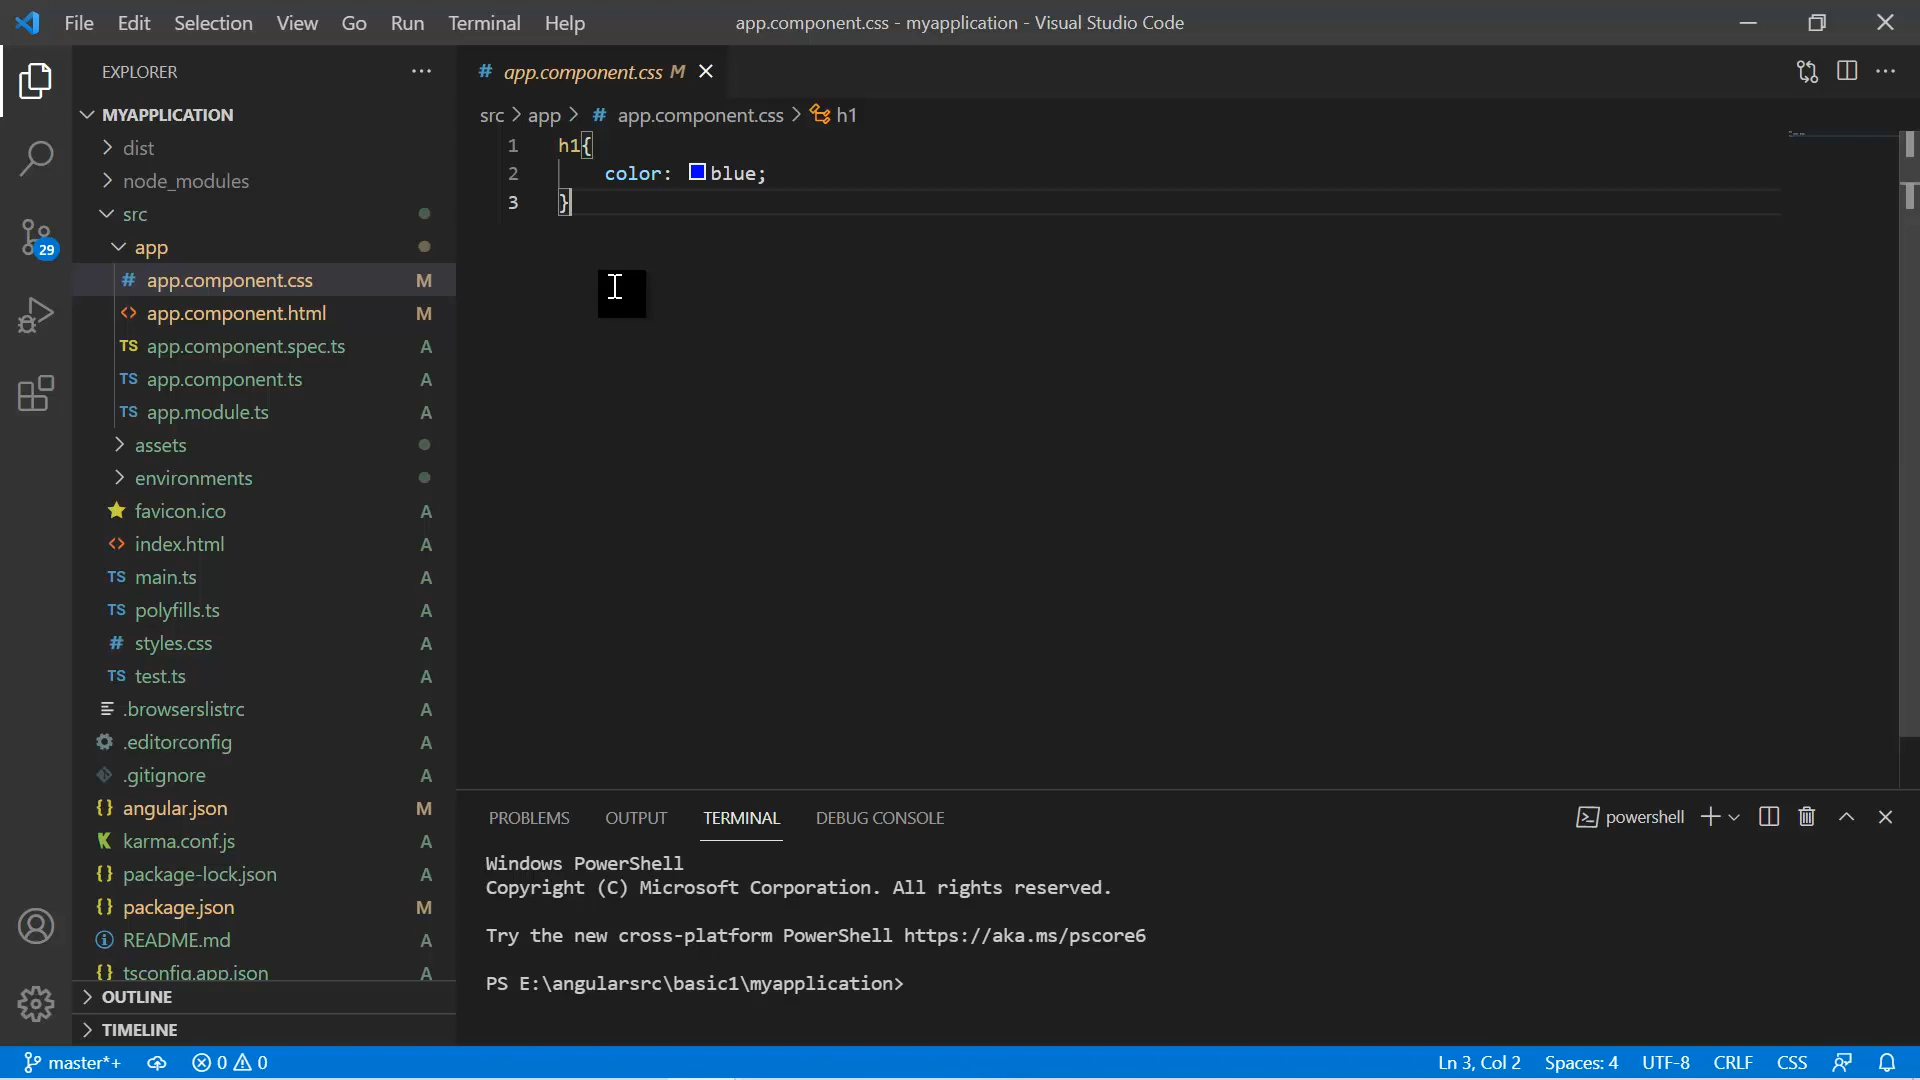 File Edit Selection View Go Run Terminal Help
app.component.css - myapplication - Visual Studio Code
EXPLORER
MYAPPLICATION
dist
node_modules
src
app
# app.component.css M
<> app.component.html M
TS app.component.spec.ts A
TS app.component.ts A
TS app.module.ts A
assets
environments
favicon.ico A
<> index.html A
TS main.ts A
TS polyfills.ts A
# styles.css A
TS test.ts A
.browserslistrc A
.editorconfig A
.gitignore A
{} angular.json M
K karma.conf.js A
{} package-lock.json A
{} package.json M
README.md A
{} tsconfig.app.json A
OUTLINE
TIMELINE
29
# app.component.css M
src > app > # app.component.css > h1
1 h1{
2 color: blue;
3 }
PROBLEMS OUTPUT TERMINAL DEBUG CONSOLE
powershell
Windows PowerShell
Copyright (C) Microsoft Corporation. All rights reserved.
Try the new cross-platform PowerShell https://aka.ms/pscore6
PS E:\angularsrc\basic1\myapplication>
master*+ 0 0
Ln 3, Col 2 Spaces: 4 UTF-8 CRLF CSS